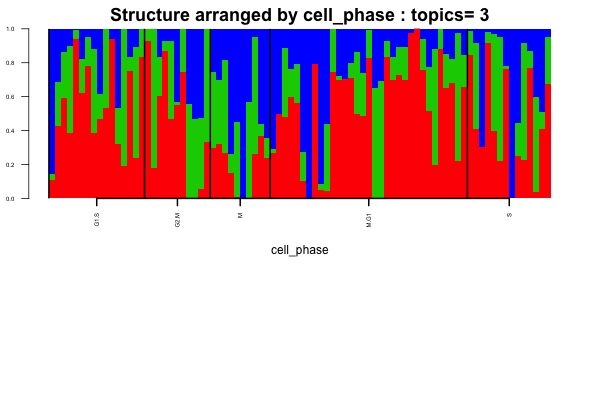 Structure arranged by cell_phase : topics= 3
1.0
0.8
0.6
0.4
0.2
0.0
G1.S
G2.M
M
M.G1
S
cell_phase